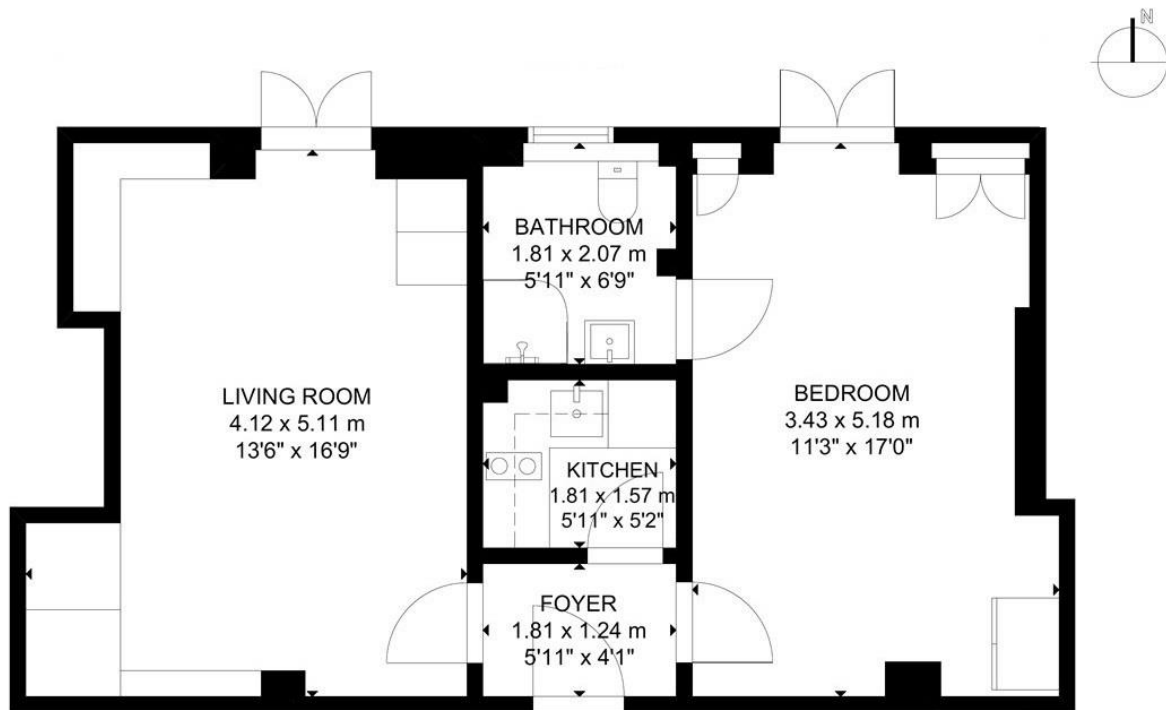 N
LIVING ROOM
4.12 x 5.11 m
13'6" x 16'9"
BATHROOM
1.81 x 2.07 m
5'11" x 6'9"
KITCHEN
1.81 x 1.57 m
5'11" x 5'2"
FOYER
1.81 x 1.24 m
5'11" x 4'1"
BEDROOM
3.43 x 5.18 m
11'3" x 17'0"